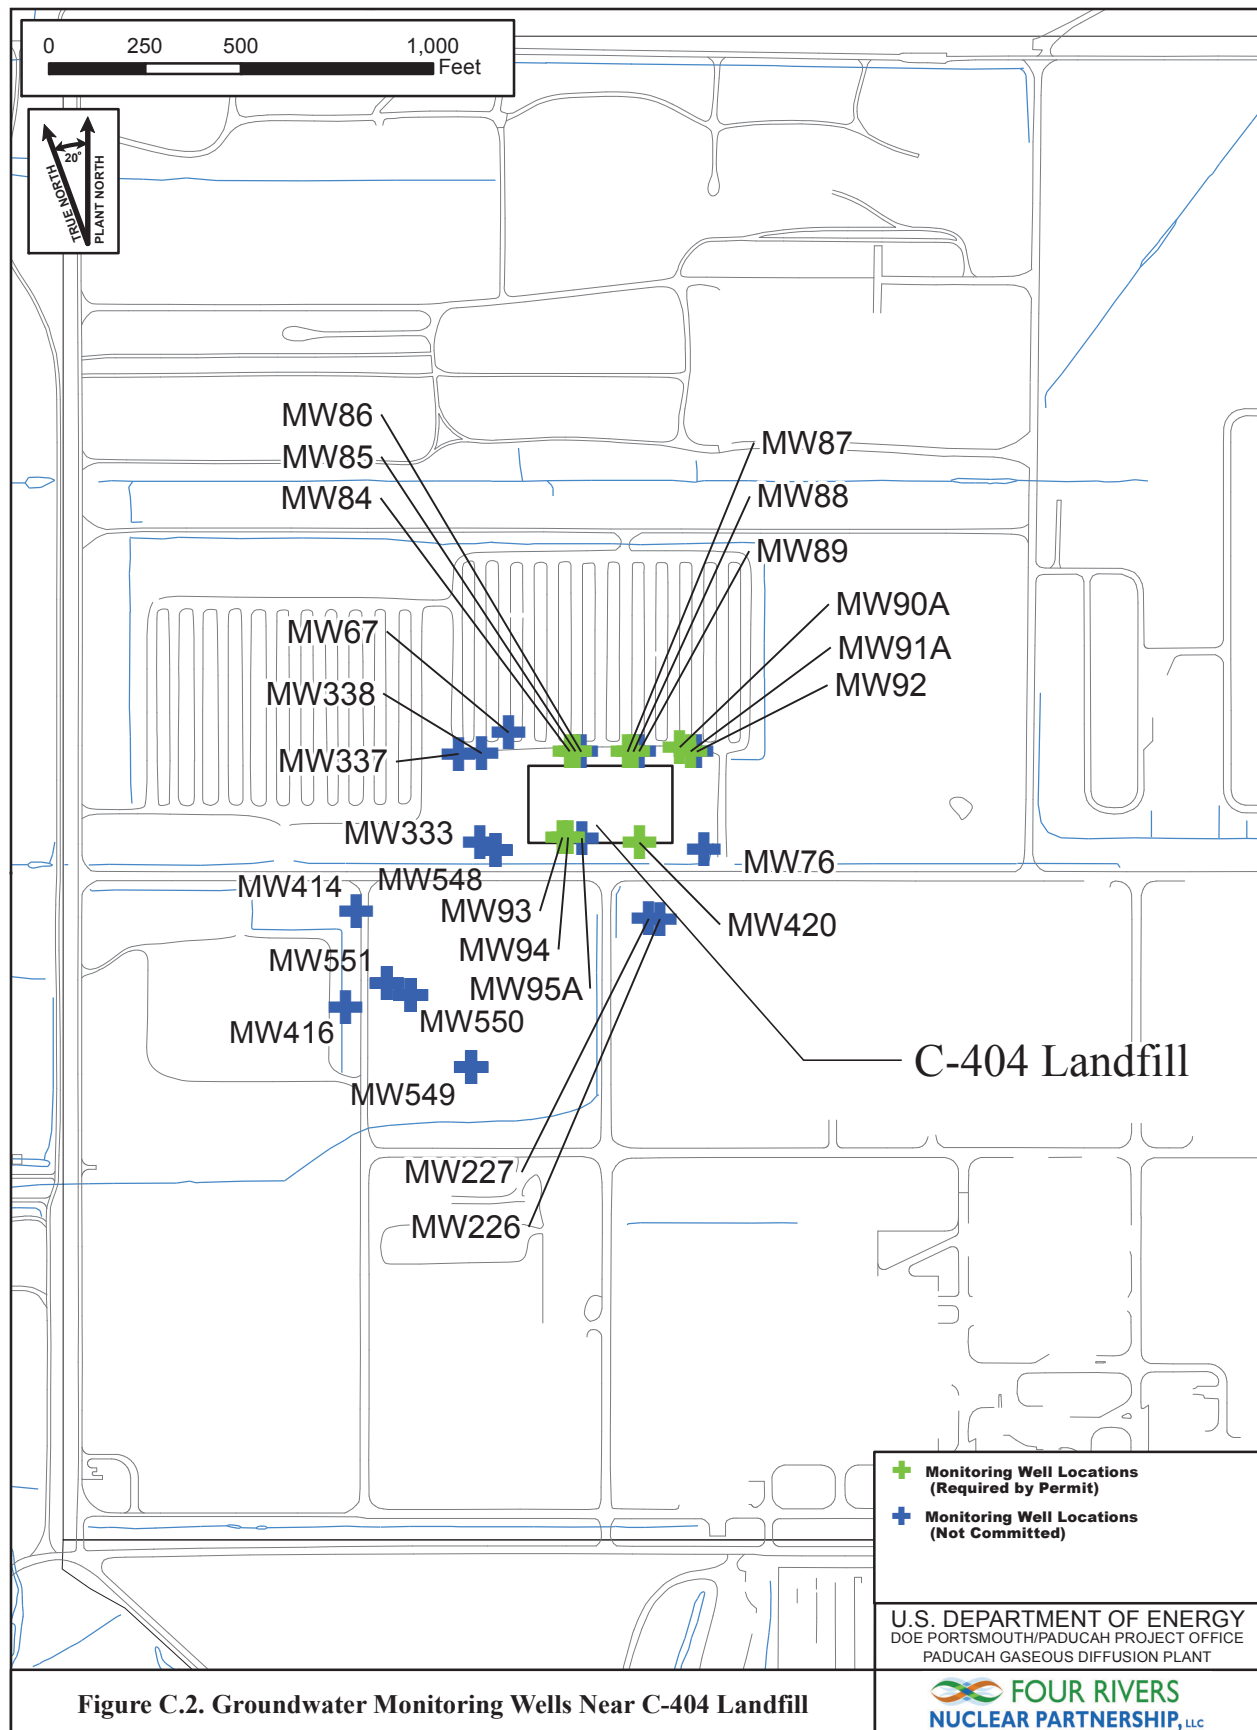 0 250 500 1,000
Feet
20°
TRUE NORTH
PLANT NORTH
MW86
MW85
MW84
MW87
MW88
MW89
MW90A
MW91A
MW92
MW67
MW338
MW337
MW333
MW548
MW414
MW93
MW94
MW95A
MW76
MW420
MW551
MW550
MW416
MW549
C-404 Landfill
MW227
MW226
Monitoring Well Locations
(Required by Permit)
Monitoring Well Locations
(Not Committed)
U.S. DEPARTMENT OF ENERGY
DOE PORTSMOUTH/PADUCAH PROJECT OFFICE
PADUCAH GASEOUS DIFFUSION PLANT
Figure C.2. Groundwater Monitoring Wells Near C-404 Landfill
FOUR RIVERS
NUCLEAR PARTNERSHIP, LLC